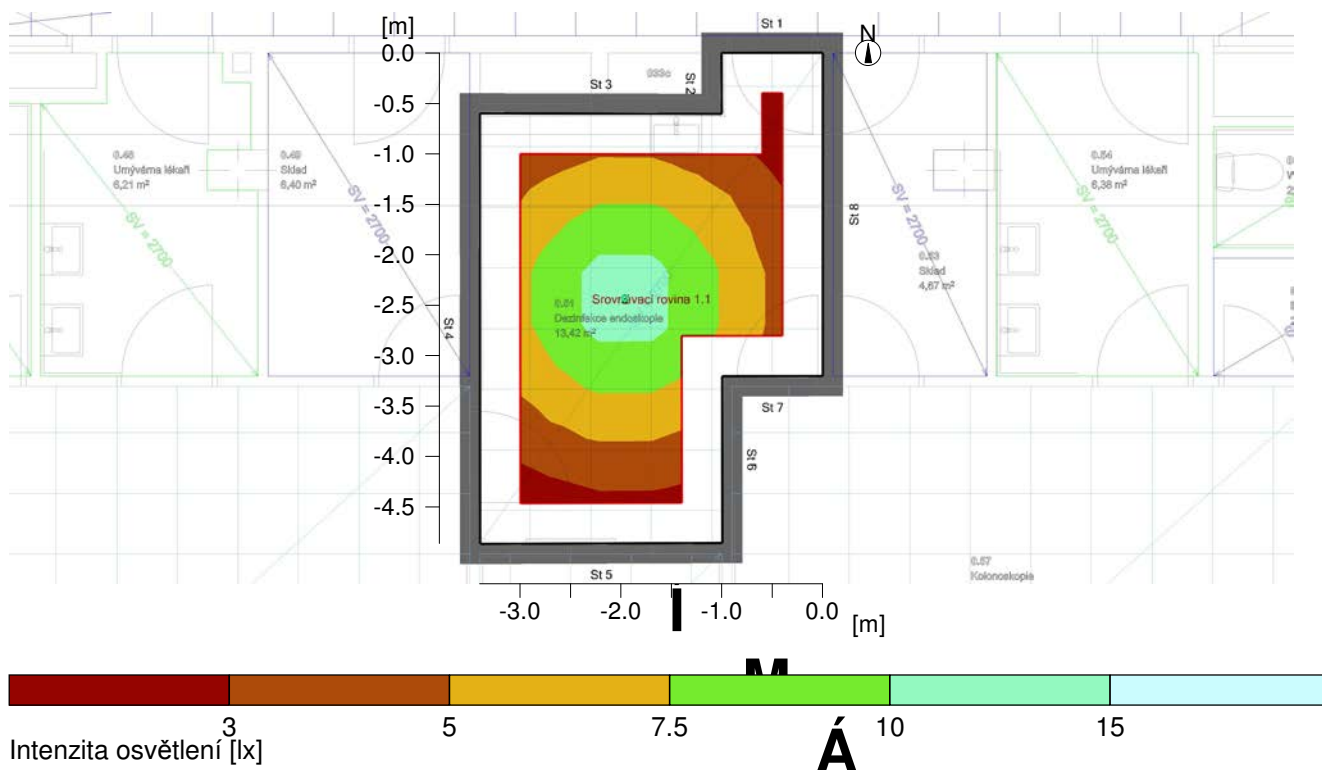 [m]
St 1
N
0.0
St 3
St 2
-0.5
-1.0
0.48
Umývárna lékaři
6,21 m²
0.49
Sklad
6,40 m²
0.54
Umývárna lékaři
6,38 m²
SV = 2700
SV = 2700
SV = 2700
SV = 2700
-1.5
St 8
-2.0
0.53
Sklad
4,67 m²
-2.5
Srovnávací rovina 1.1
0.51
Dezinfekce endoskopie
13,42 m²
St 4
-3.0
-3.5
St 7
-4.0
St 6
-4.5
0.57
Kolonoskopie
St 5
-3.0 -2.0 -1.0 0.0
[m]
M
3 5 7.5 10 15
Á
Intenzita osvětlení [lx]